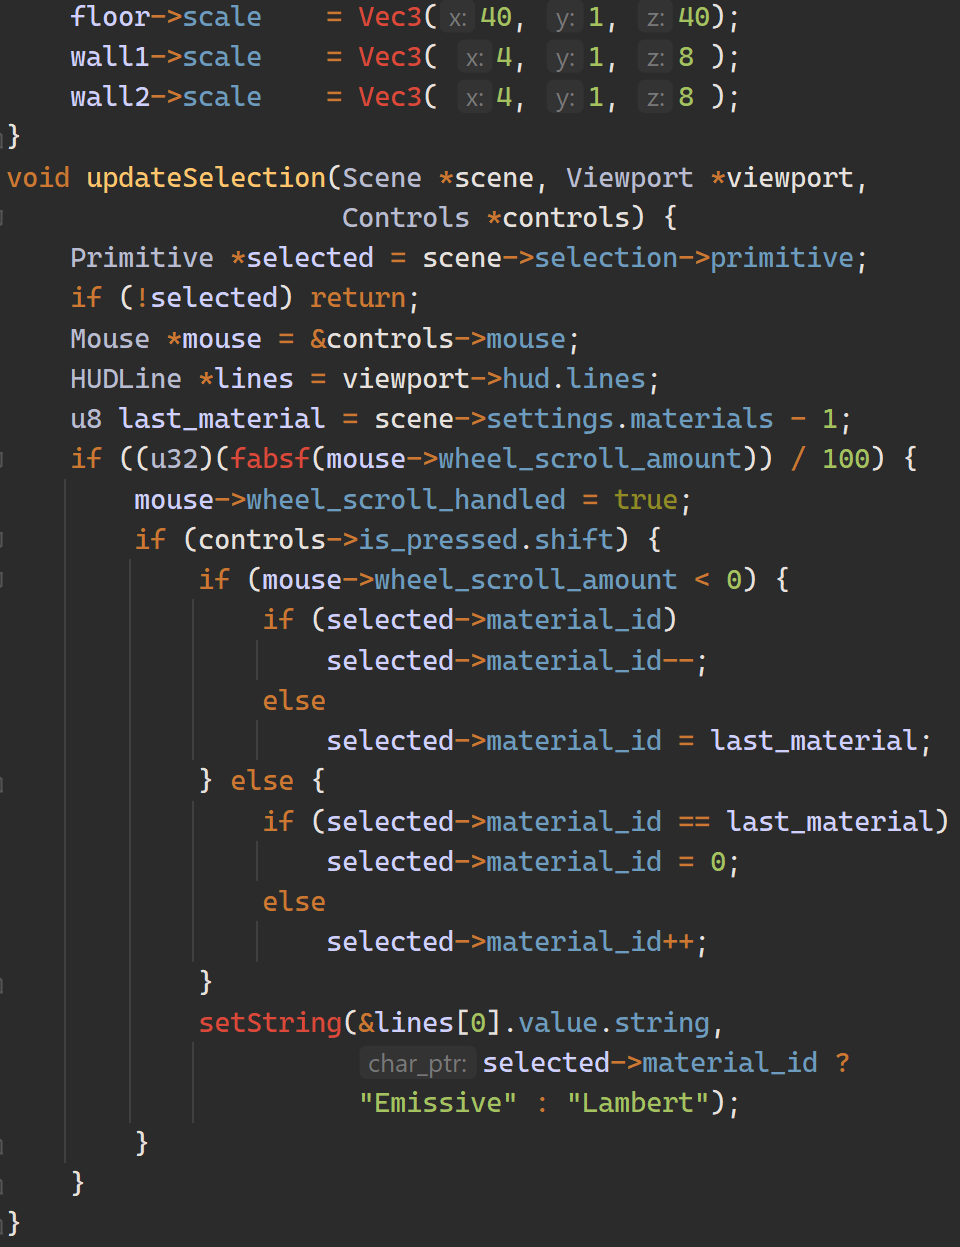 floor->scale    = Vec3( x: 40,  y: 1,  z: 40);
wall1->scale    = Vec3(  x: 4,  y: 1,  z: 8 );
wall2->scale    = Vec3(  x: 4,  y: 1,  z: 8 );
}
void updateSelection(Scene *scene, Viewport *viewport,
                     Controls *controls) {
    Primitive *selected = scene->selection->primitive;
    if (!selected) return;
    Mouse *mouse = &controls->mouse;
    HUDLine *lines = viewport->hud.lines;
    u8 last_material = scene->settings.materials - 1;
    if ((u32)(fabsf(mouse->wheel_scroll_amount)) / 100) {
        mouse->wheel_scroll_handled = true;
        if (controls->is_pressed.shift) {
            if (mouse->wheel_scroll_amount < 0) {
                if (selected->material_id)
                    selected->material_id--;
                else
                    selected->material_id = last_material;
            } else {
                if (selected->material_id == last_material)
                    selected->material_id = 0;
                else
                    selected->material_id++;
            }
            setString(&lines[0].value.string,
                      char_ptr: selected->material_id ?
                      "Emissive" : "Lambert");
        }
    }
}